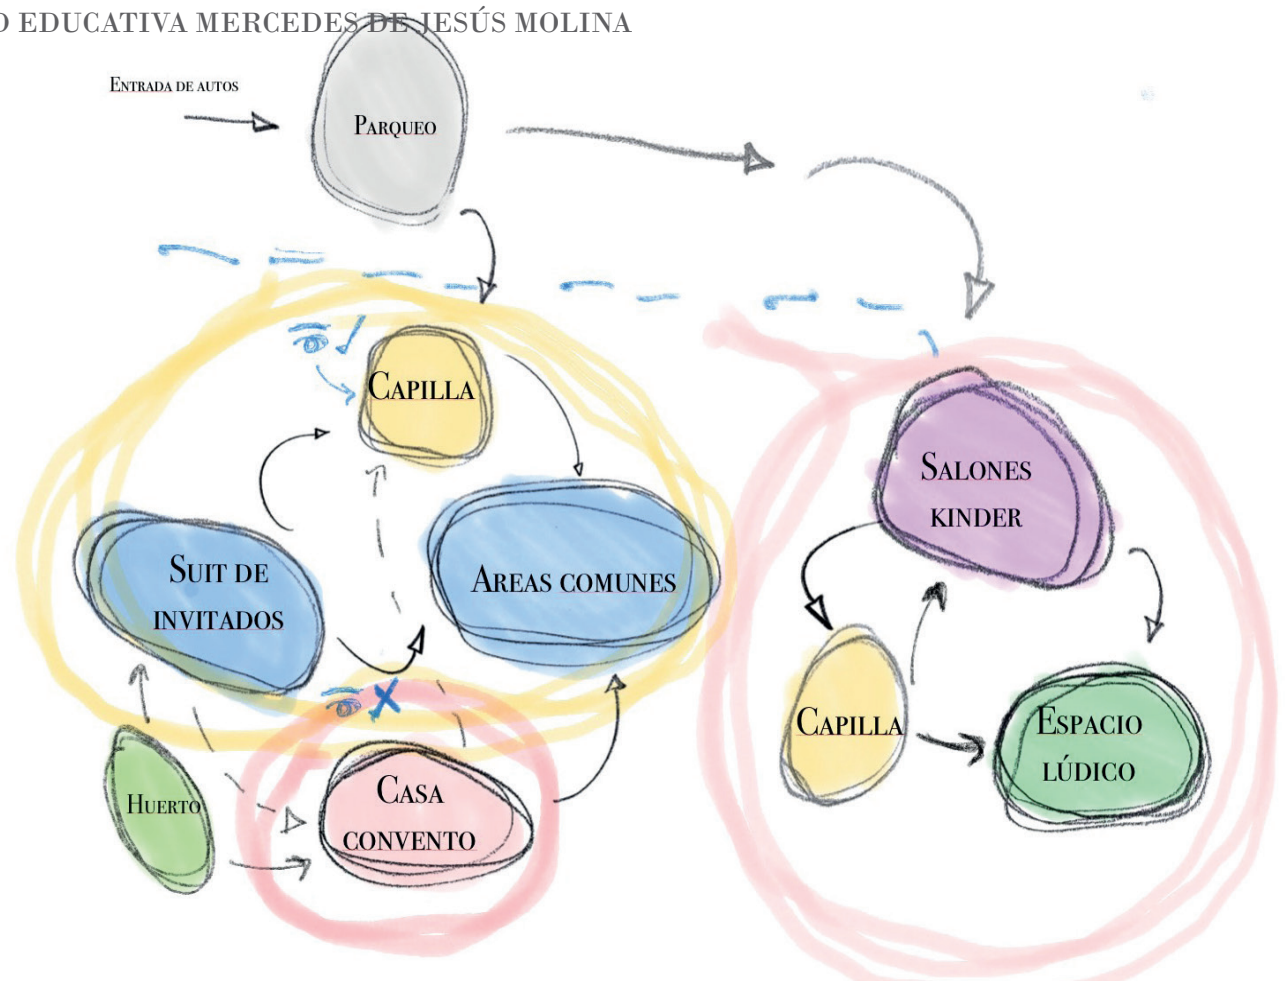 O EDUCATIVA MERCEDES DE JESÚS MOLINA
Entrada de autos
Parqueo
Capilla
Salones
kinder
Suit de
invitados
Areas comunes
Capilla
Espacio
lúdico
Huerto
Casa
convento